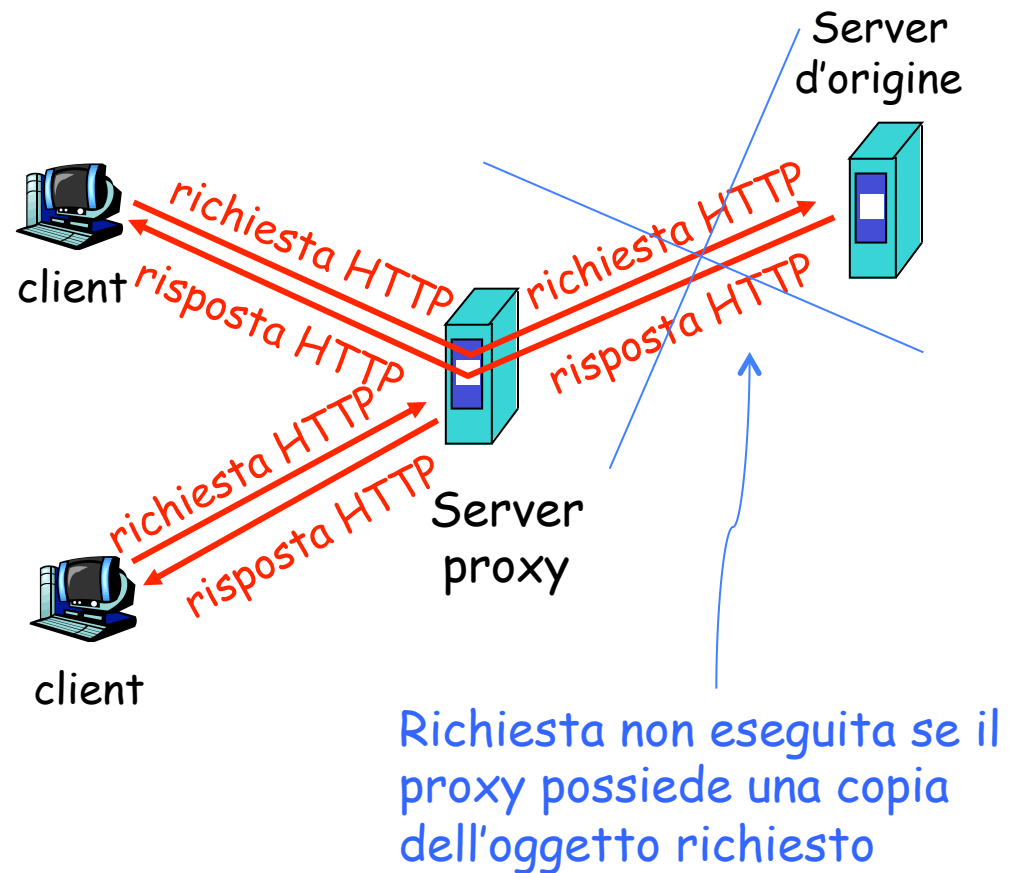 Server
d'origine
richiesta HTTP
richiesta HTTP
client
risposta HTTP
risposta HTTP
richiesta HTTP
risposta HTTP
Server
proxy
client
Richiesta non eseguita se il
proxy possiede una copia
dell'oggetto richiesto